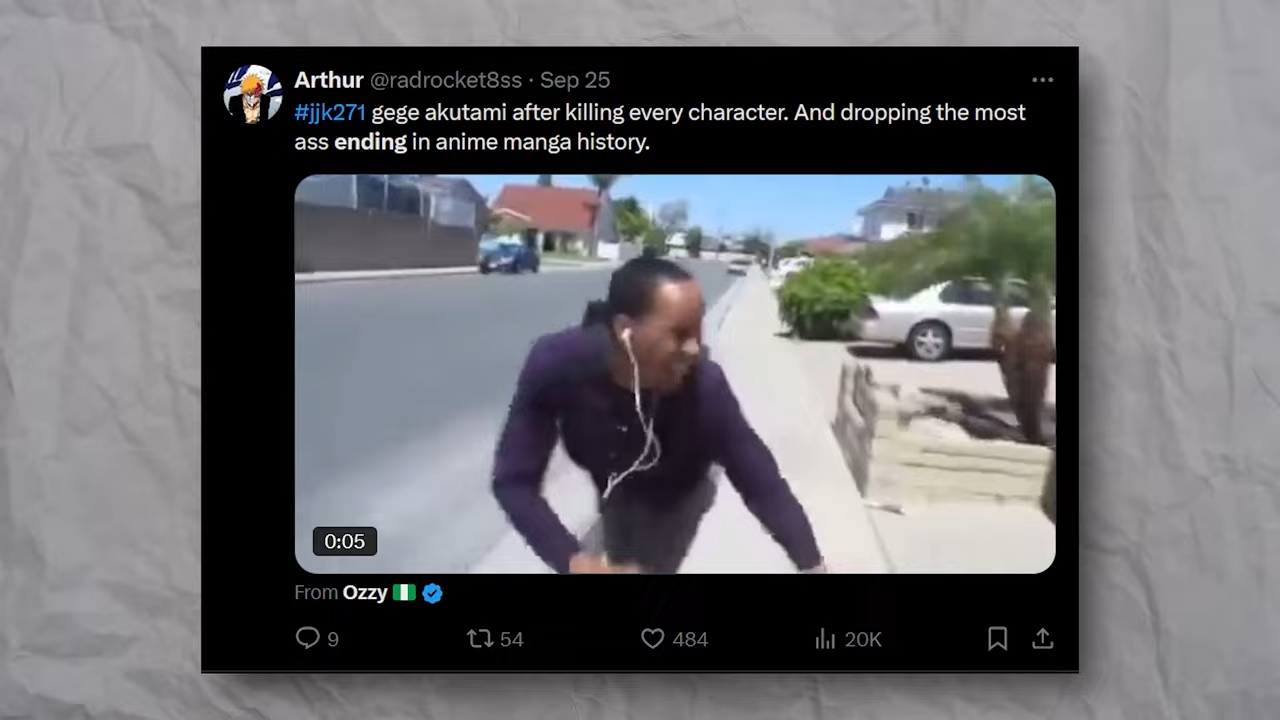 Arthur @radrocket8ss · Sep 25
#jjk271 gege akutami after killing every character. And dropping the most
ass ending in anime manga history.
0:05
From Ozzy 🇳🇬
9 54 484 20K